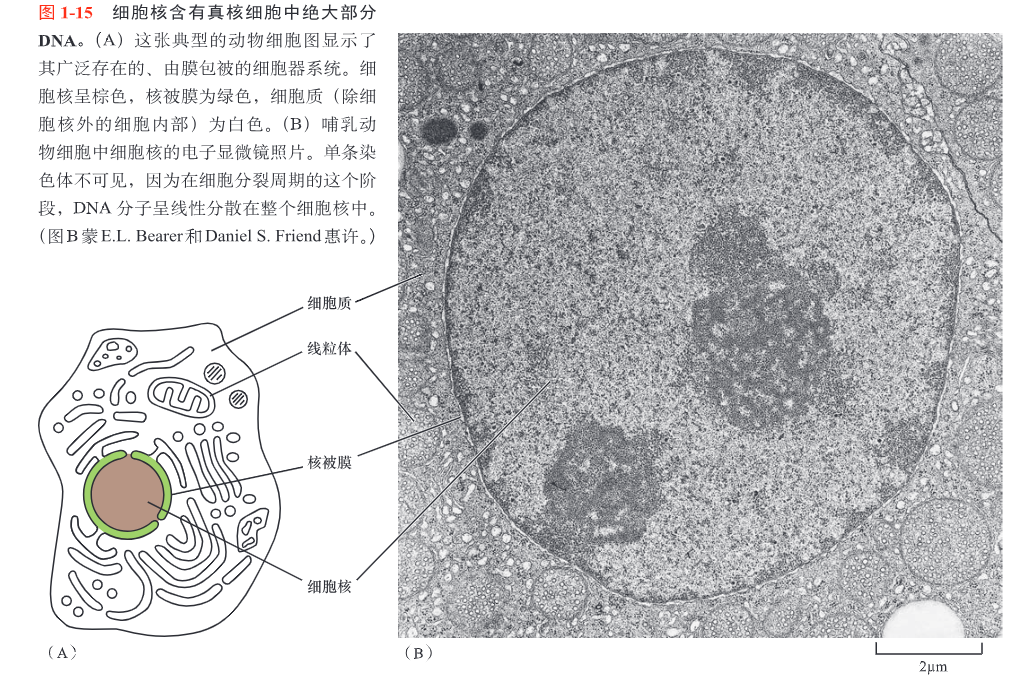 图 1-15 细胞核含有真核细胞中绝大部分
DNA。（A）这张典型的动物细胞图显示了
其广泛存在的、由膜包被的细胞器系统。细
胞核呈棕色，核被膜为绿色，细胞质（除细
胞核外的细胞内部）为白色。（B）哺乳动
物细胞中细胞核的电子显微镜照片。单条染
色体不可见，因为在细胞分裂周期的这个阶
段，DNA 分子呈线性分散在整个细胞核中。
（图B蒙E.L. Bearer和Daniel S. Friend惠许。）
细胞质
线粒体
核被膜
细胞核
（A）
（B）
2μm